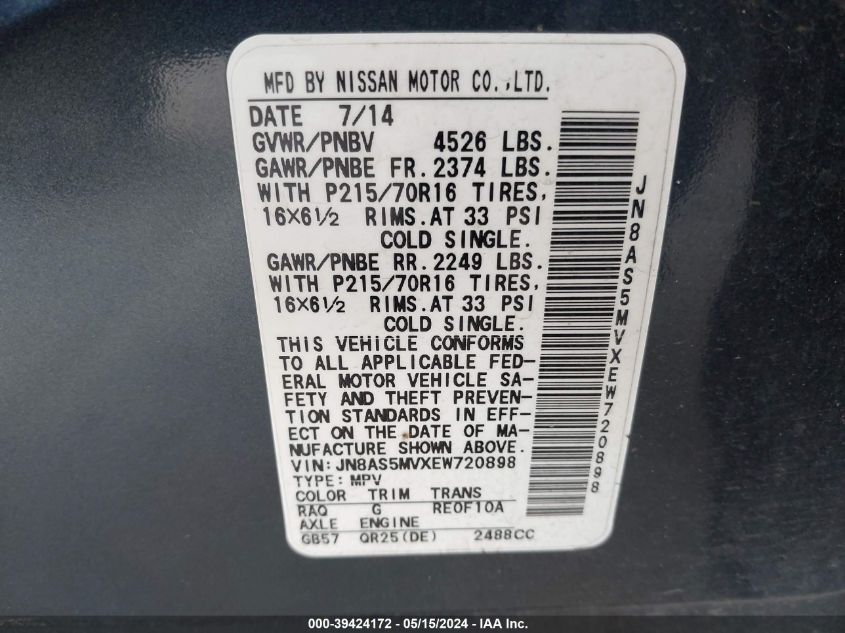 MFD BY NISSAN MOTOR CO.,LTD.
DATE 7/14
GVWR/PNBV 4526 LBS.
GAWR/PNBE FR. 2374 LBS.
WITH P215/70R16 TIRES,
16X6½ RIMS. AT 33 PSI
COLD SINGLE.
GAWR/PNBE RR. 2249 LBS.
WITH P215/70R16 TIRES,
16X6½ RIMS. AT 33 PSI
COLD SINGLE.
THIS VEHICLE CONFORMS
TO ALL APPLICABLE FED-
ERAL MOTOR VEHICLE SA-
FETY AND THEFT PREVEN-
TION STANDARDS IN EFF-
ECT ON THE DATE OF MA-
NUFACTURE SHOWN ABOVE.
VIN: JN8AS5MVXEW720898
TYPE: MPV
COLOR TRIM TRANS
RAQ G RE0F10A
AXLE ENGINE
GB57 QR25(DE) 2488CC
JN8AS5MVXEW720898
000-39424172 - 05/15/2024 - IAA Inc.